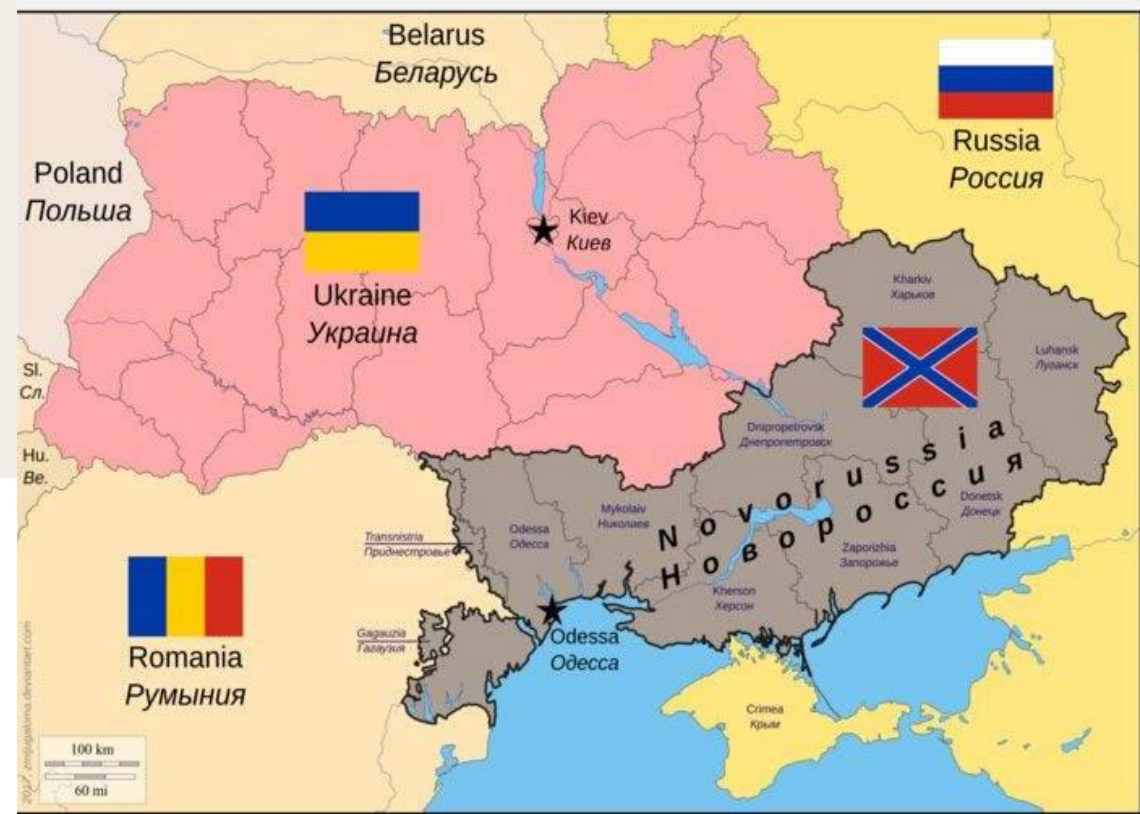 Belarus
Беларусь
Russia
Россия
Poland
Польша
Kiev
Киев
Ukraine
Украина
Kharkiv
Харьков
Luhansk
Луганск
Sl.
Сл.
Dnipropetrovsk
Днепропетровск
Hu.
Ве.
Novorussia
Новороссия
Donetsk
Донецк
Mykolaiv
Николаев
Odessa
Одесса
Transnistria
Приднестровье
Zaporizhia
Запорожье
Kherson
Херсон
Odessa
Одесса
Gagauzia
Гагаузия
Romania
Румыния
Crimea
Крым
100 km
60 mi